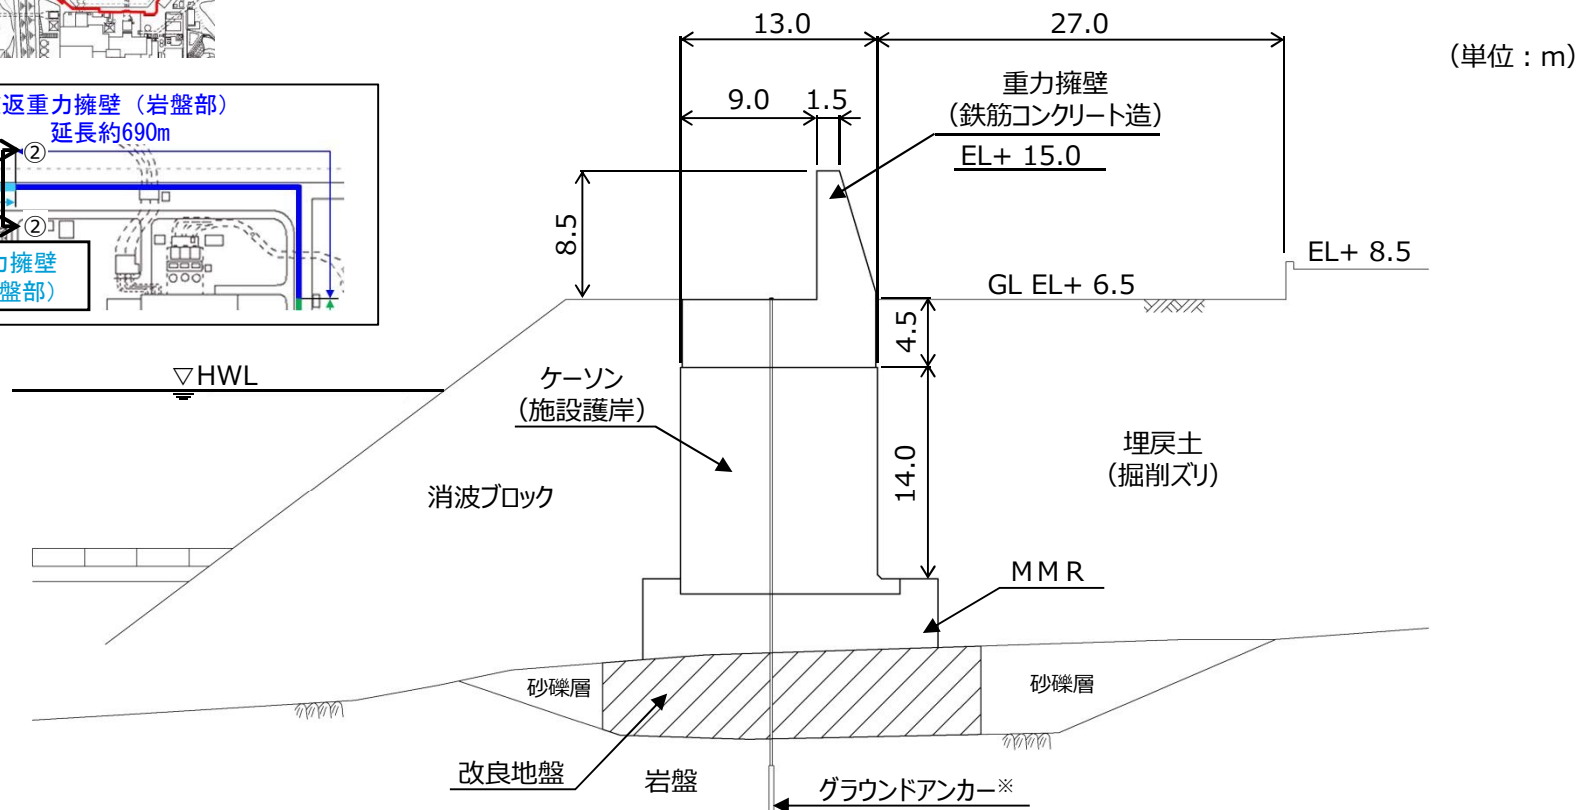 13.0
27.0
（単位：m）
返重力擁壁（岩盤部）
延長約690m
②
②
力擁壁
盤部）
9.0
1.5
重力擁壁
（鉄筋コンクリート造）
EL+ 15.0
8.5
EL+ 8.5
GL EL+ 6.5
4.5
▽HWL
ケーソン
（施設護岸）
14.0
埋戻土
（掘削ズリ）
消波ブロック
ＭＭＲ
砂礫層
砂礫層
改良地盤
岩盤
グラウンドアンカー※